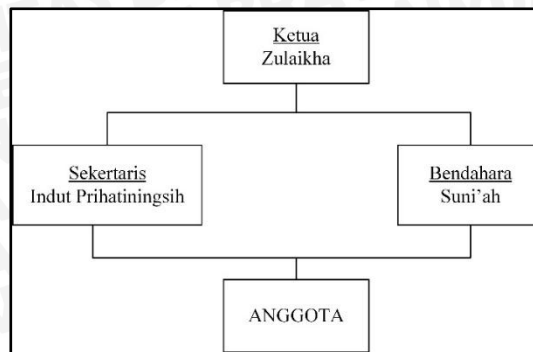 Ketua
Zulaikha
Sekertaris
Indut Prihatiningsih
Bendahara
Suni'ah
ANGGOTA